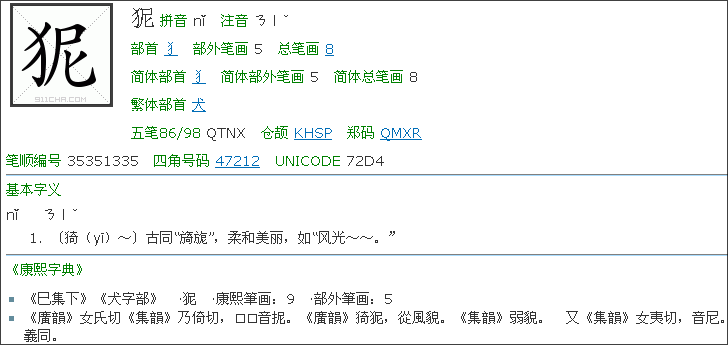 狔
911CHA.COM
狔 拼音 nǐ 注音 ㄋㄧˇ
部首 犭 部外笔画 5 总笔画 8
简体部首 犭 简体部外笔画 5 简体总笔画 8
繁体部首 犬
五笔86/98 QTNX 仓颉 KHSP 郑码 QMXR
笔顺编号 35351335 四角号码 47212 UNICODE 72D4
基本字义
nǐ ㄋㄧˇ
1. 〔猗（yī）～〕古同“旖旎”，柔和美丽，如“风光～～。”
《康熙字典》
《巳集下》《犬字部》 ·狔 ·康熙筆画：9 ·部外筆画：5
《廣韻》女氏切《集韻》乃倚切，□□音抳。《廣韻》猗狔，從風貌。《集韻》弱貌。 又《集韻》女夷切，音尼。
義同。